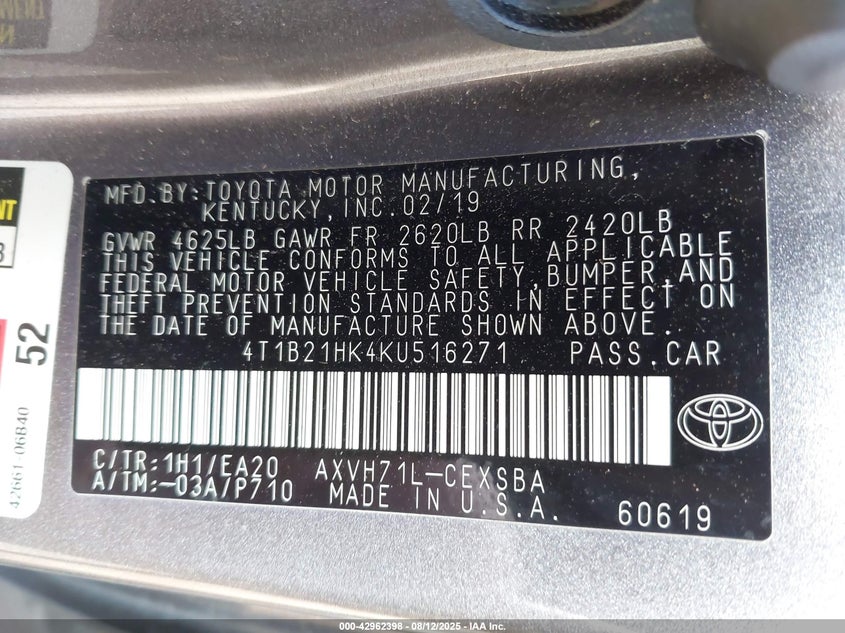 MFD.BY:TOYOTA MOTOR MANUFACTURING,
KENTUCKY,INC.02/19
GVWR 4625LB GAWR FR 2620LB RR 2420LB
THIS VEHICLE CONFORMS TO ALL APPLICABLE
FEDERAL MOTOR VEHICLE SAFETY,BUMPER,AND
THEFT PREVENTION STANDARDS IN EFFECT ON
THE DATE OF MANUFACTURE SHOWN ABOVE.
4T1B21HK4KU516271 PASS.CAR
C/TR:1H1/EA20 AXVH71L-CEXSBA
A/TM:-03A/P710 MADE IN U.S.A. 60619
52
42661-06B40
000-42962398 - 08/12/2025 - IAA Inc.